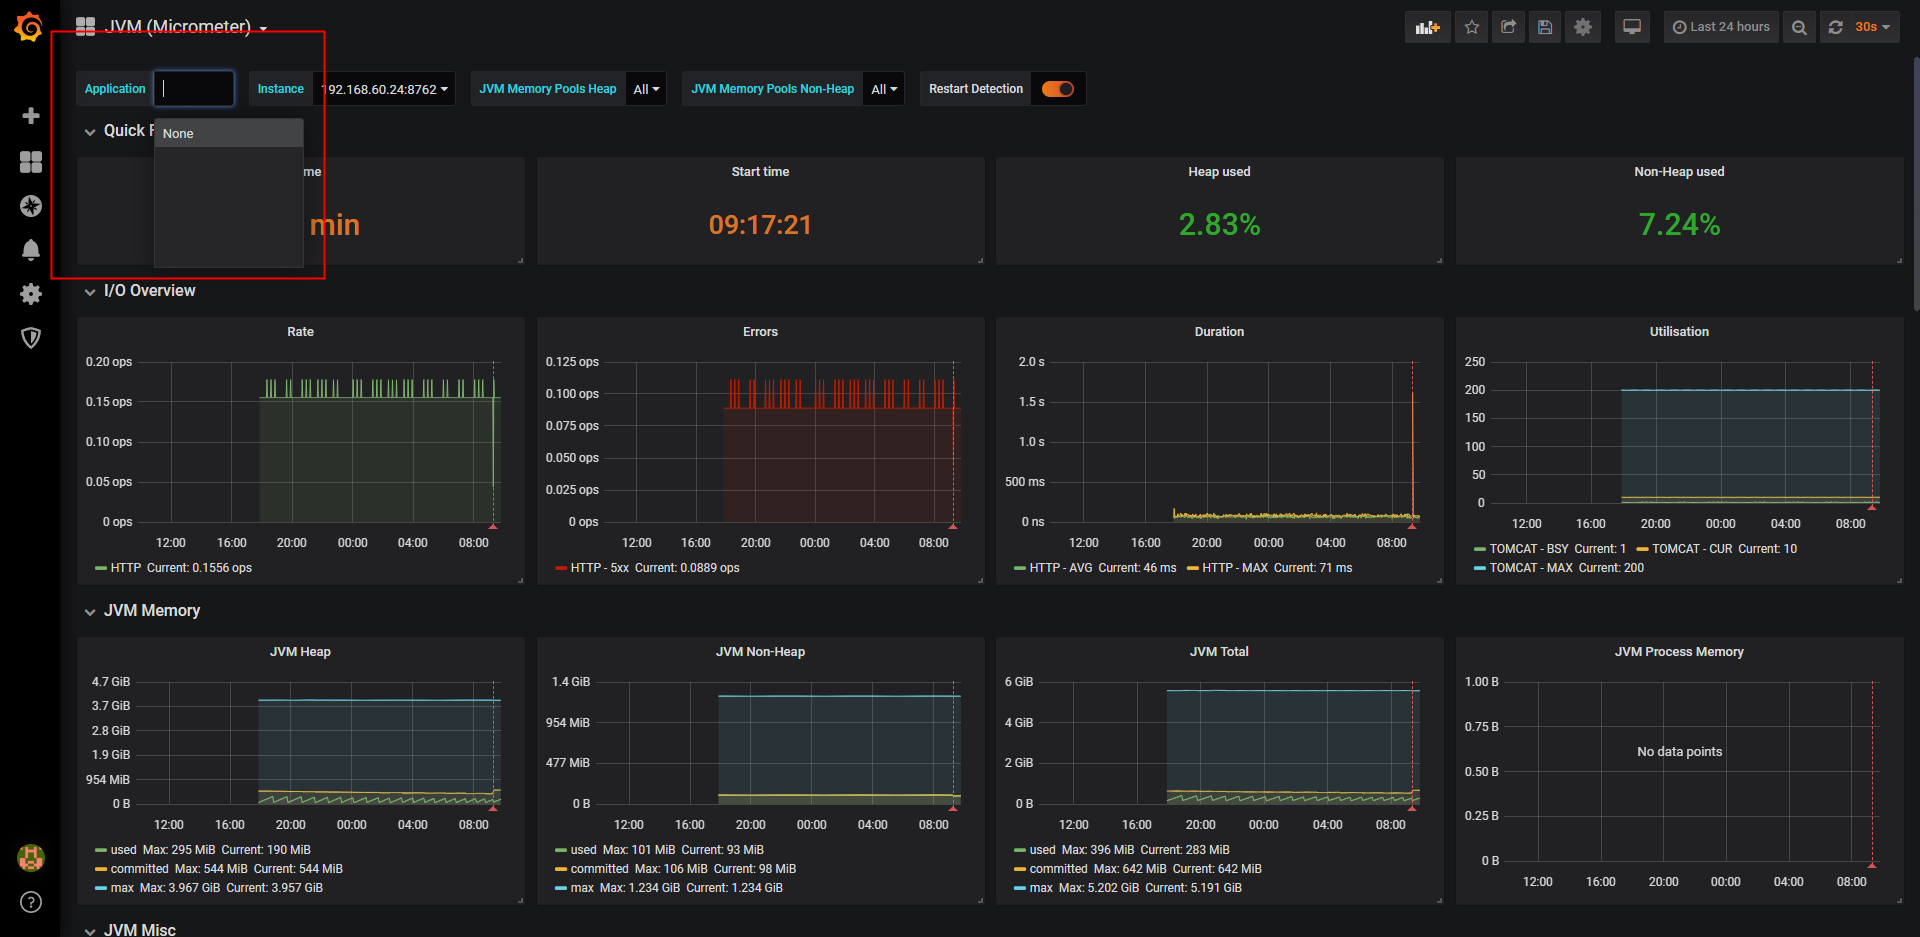 JVM (Micrometer)
Last 24 hours
30s
Application
Instance
192.168.60.24:8762
JVM Memory Pools Heap
All
JVM Memory Pools Non-Heap
All
Restart Detection
None
Quick F
me
min
Start time
09:17:21
Heap used
2.83%
Non-Heap used
7.24%
I/O Overview
Rate
0.20 ops
0.15 ops
0.10 ops
0.05 ops
0 ops
12:00 16:00 20:00 00:00 04:00 08:00
HTTP Current: 0.1556 ops
Errors
0.125 ops
0.100 ops
0.075 ops
0.050 ops
0.025 ops
0 ops
12:00 16:00 20:00 00:00 04:00 08:00
HTTP - 5xx Current: 0.0889 ops
Duration
2.0 s
1.5 s
1.0 s
500 ms
0 ns
12:00 16:00 20:00 00:00 04:00 08:00
HTTP - AVG Current: 46 ms HTTP - MAX Current: 71 ms
Utilisation
250
200
150
100
50
0
12:00 16:00 20:00 00:00 04:00 08:00
TOMCAT - BSY Current: 1 TOMCAT - CUR Current: 10
TOMCAT - MAX Current: 200
JVM Memory
JVM Heap
4.7 GiB
3.7 GiB
2.8 GiB
1.9 GiB
954 MiB
0 B
12:00 16:00 20:00 00:00 04:00 08:00
used Max: 295 MiB Current: 190 MiB
committed Max: 544 MiB Current: 544 MiB
max Max: 3.967 GiB Current: 3.957 GiB
JVM Non-Heap
1.4 GiB
954 MiB
477 MiB
0 B
12:00 16:00 20:00 00:00 04:00 08:00
used Max: 101 MiB Current: 93 MiB
committed Max: 106 MiB Current: 98 MiB
max Max: 1.234 GiB Current: 1.234 GiB
JVM Total
6 GiB
4 GiB
2 GiB
0 B
12:00 16:00 20:00 00:00 04:00 08:00
used Max: 396 MiB Current: 283 MiB
committed Max: 642 MiB Current: 642 MiB
max Max: 5.202 GiB Current: 5.191 GiB
JVM Process Memory
1.00 B
0.75 B
0.50 B
0.25 B
0 B
No data points
12:00 16:00 20:00 00:00 04:00 08:00
JVM Misc